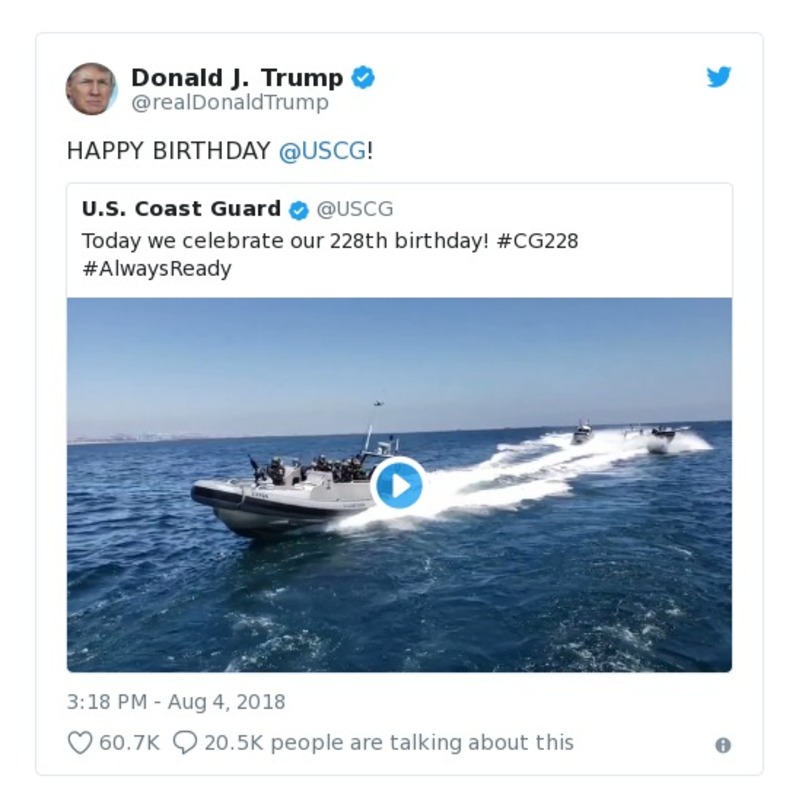 Donald J. Trump
@realDonaldTrump
HAPPY BIRTHDAY @USCG!
U.S. Coast Guard @USCG
Today we celebrate our 228th birthday! #CG228
#AlwaysReady
3:18 PM - Aug 4, 2018
60.7K 20.5K people are talking about this